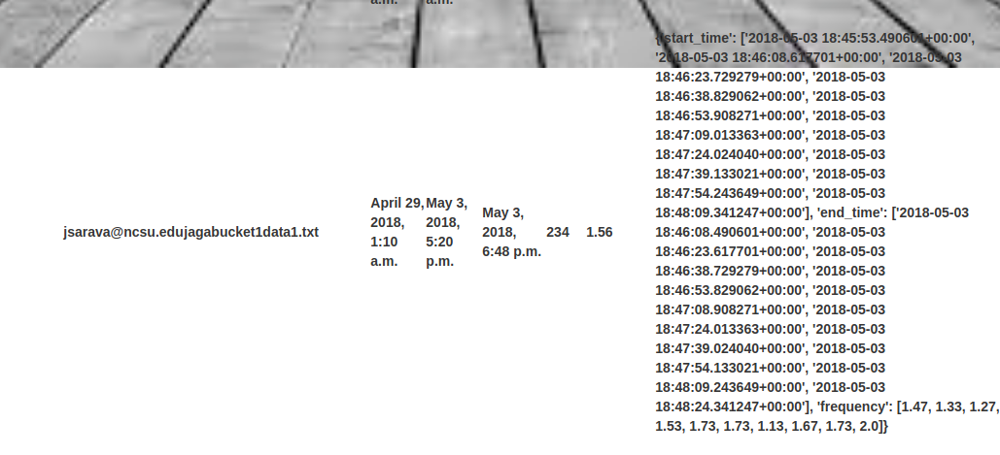 a.m. a.m.
{'start_time': ['2018-05-03 18:45:53.490601+00:00',
'2018-05-03 18:46:08.617701+00:00', '2018-05-03
18:46:23.729279+00:00', '2018-05-03
18:46:38.829062+00:00', '2018-05-03
18:46:53.908271+00:00', '2018-05-03
18:47:09.013363+00:00', '2018-05-03
18:47:24.024040+00:00', '2018-05-03
18:47:39.133021+00:00', '2018-05-03
18:47:54.243649+00:00', '2018-05-03
18:48:09.341247+00:00'], 'end_time': ['2018-05-03
18:46:08.490601+00:00', '2018-05-03
18:46:23.617701+00:00', '2018-05-03
18:46:38.729279+00:00', '2018-05-03
18:46:53.829062+00:00', '2018-05-03
18:47:08.908271+00:00', '2018-05-03
18:47:24.013363+00:00', '2018-05-03
18:47:39.024040+00:00', '2018-05-03
18:47:54.133021+00:00', '2018-05-03
18:48:09.243649+00:00', '2018-05-03
18:48:24.341247+00:00'], 'frequency': [1.47, 1.33, 1.27,
1.53, 1.73, 1.73, 1.13, 1.67, 1.73, 2.0]}
jsarava@ncsu.edujagabucket1data1.txt
April 29,
2018,
1:10
a.m.
May 3,
2018,
5:20
p.m.
May 3,
2018,
6:48 p.m.
234
1.56